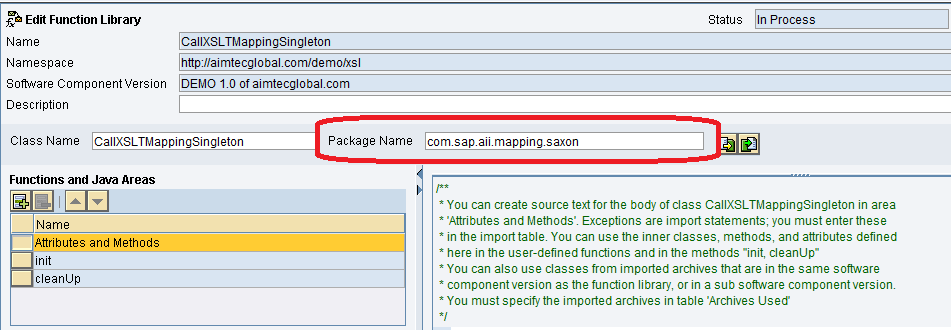 Edit Function Library
Status In Process
Name CallXSLTMappingSingleton
Namespace http://aimtecglobal.com/demo/xsl
Software Component Version DEMO 1.0 of aimtecglobal.com
Description
Class Name CallXSLTMappingSingleton Package Name com.sap.aii.mapping.saxon
Functions and Java Areas
Name
Attributes and Methods
init
cleanUp
/**
* You can create source text for the body of class CallXSLTMappingSingleton in area
* 'Attributes and Methods'. Exceptions are import statements; you must enter these
* in the import table. You can use the inner classes, methods, and attributes defined
* here in the user-defined functions and in the methods "init, cleanUp"
* You can also use classes from imported archives that are in the same software
* component version as the function library, or in a sub software component version.
* You must specify the imported archives in table 'Archives Used'
*/